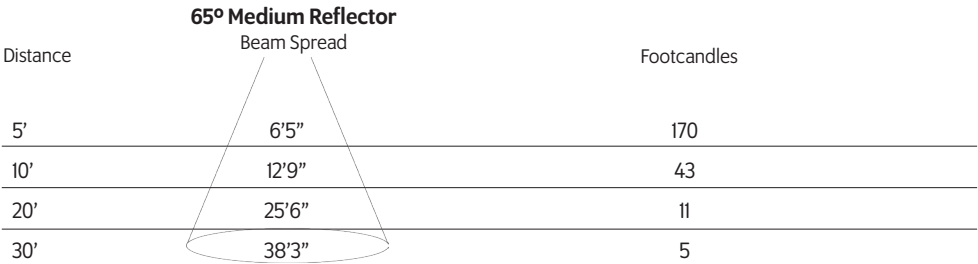 65º Medium Reflector
Distance Beam Spread Footcandles
5’ 6’5” 170
10’ 12’9” 43
20’ 25’6” 11
30’ 38’3” 5